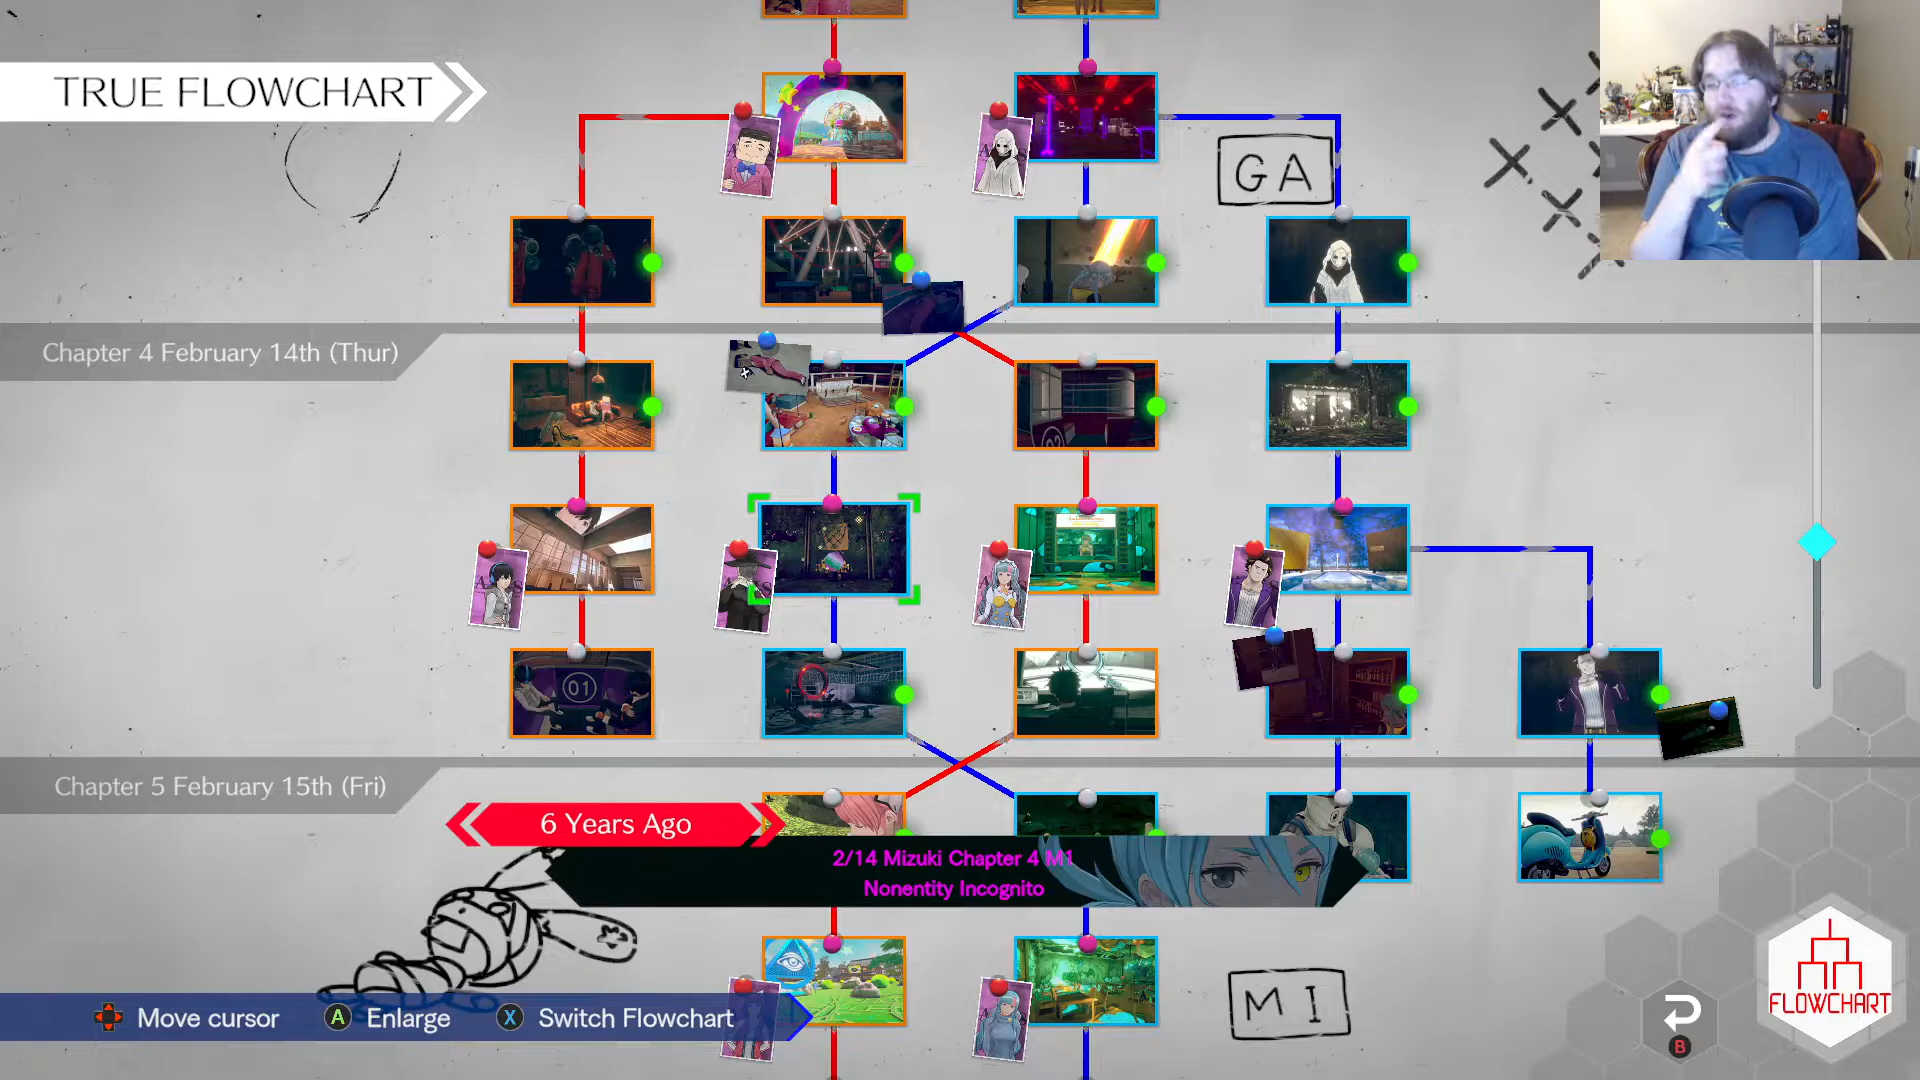 TRUE FLOWCHART
GA
Chapter 4 February 14th (Thur)
01
Chapter 5 February 15th (Fri)
6 Years Ago
2/14 Mizuki Chapter 4 M1
Nonentity Incognito
MI
Move cursor
A Enlarge
X Switch Flowchart
B
FLOWCHART